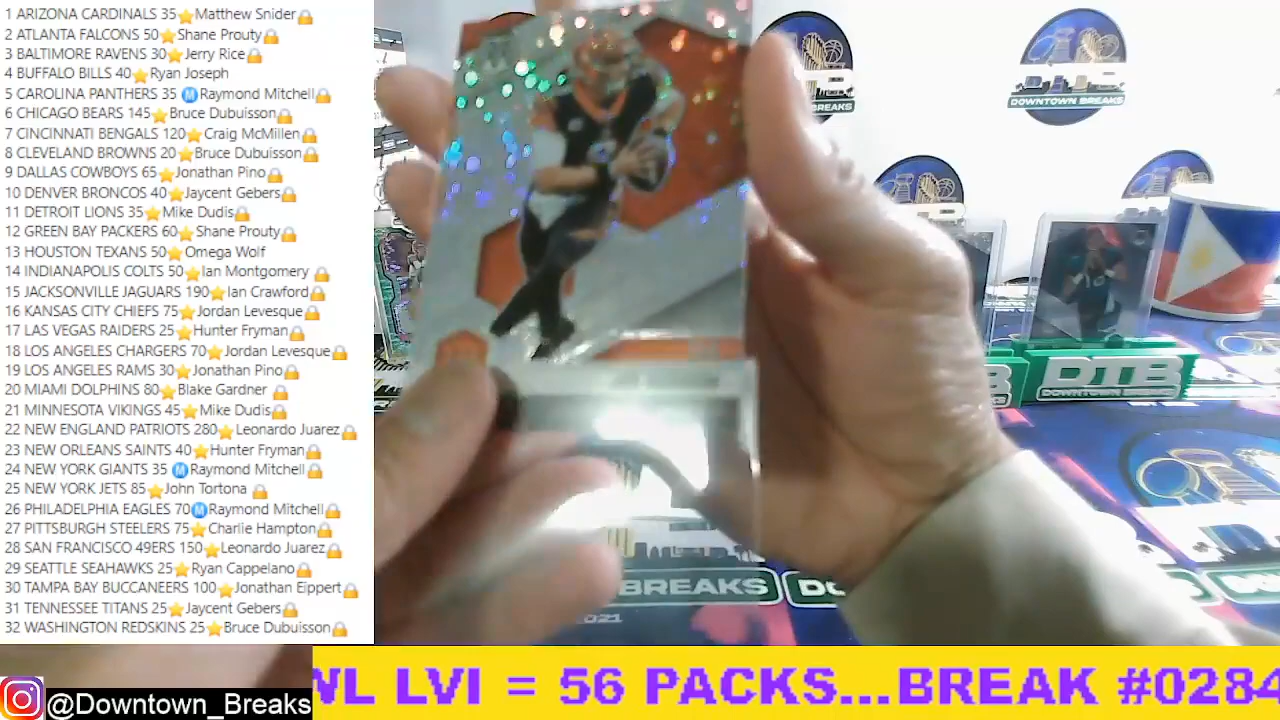 1 ARIZONA CARDINALS 35⭐Matthew Snider🔒
2 ATLANTA FALCONS 50⭐Shane Prouty🔒
3 BALTIMORE RAVENS 30⭐Jerry Rice🔒
4 BUFFALO BILLS 40⭐Ryan Joseph
5 CAROLINA PANTHERS 35 Ⓜ️Raymond Mitchell🔒
6 CHICAGO BEARS 145⭐Bruce Dubuisson🔒
7 CINCINNATI BENGALS 120⭐Craig McMillen🔒
8 CLEVELAND BROWNS 20⭐Bruce Dubuisson🔒
9 DALLAS COWBOYS 65⭐Jonathan Pino🔒
10 DENVER BRONCOS 40⭐Jaycent Gebers🔒
11 DETROIT LIONS 35⭐Mike Dudis🔒
12 GREEN BAY PACKERS 60⭐Shane Prouty🔒
13 HOUSTON TEXANS 50⭐Omega Wolf
14 INDIANAPOLIS COLTS 50⭐Ian Montgomery 🔒
15 JACKSONVILLE JAGUARS 190⭐Ian Crawford🔒
16 KANSAS CITY CHIEFS 75⭐Jordan Levesque🔒
17 LAS VEGAS RAIDERS 25⭐Hunter Fryman🔒
18 LOS ANGELES CHARGERS 70⭐Jordan Levesque🔒
19 LOS ANGELES RAMS 30⭐Jonathan Pino🔒
20 MIAMI DOLPHINS 80⭐Blake Gardner🔒
21 MINNESOTA VIKINGS 45⭐Mike Dudis🔒
22 NEW ENGLAND PATRIOTS 280⭐Leonardo Juarez🔒
23 NEW ORLEANS SAINTS 40⭐Hunter Fryman🔒
24 NEW YORK GIANTS 35 Ⓜ️Raymond Mitchell🔒
25 NEW YORK JETS 85⭐John Tortona 🔒
26 PHILADELPHIA EAGLES 70Ⓜ️Raymond Mitchell🔒
27 PITTSBURGH STEELERS 75⭐Charlie Hampton🔒
28 SAN FRANCISCO 49ERS 150⭐Leonardo Juarez🔒
29 SEATTLE SEAHAWKS 25⭐Ryan Cappelano🔒
30 TAMPA BAY BUCCANEERS 100⭐Jonathan Eippert🔒
31 TENNESSEE TITANS 25⭐Jaycent Gebers🔒
32 WASHINGTON REDSKINS 25⭐Bruce Dubuisson🔒
DTB
DOWNTOWN BREAKS
DTB
DOWNTOWN BREAKS
BREAKS
2021
WL LVI = 56 PACKS...BREAK #0284
@Downtown_Breaks